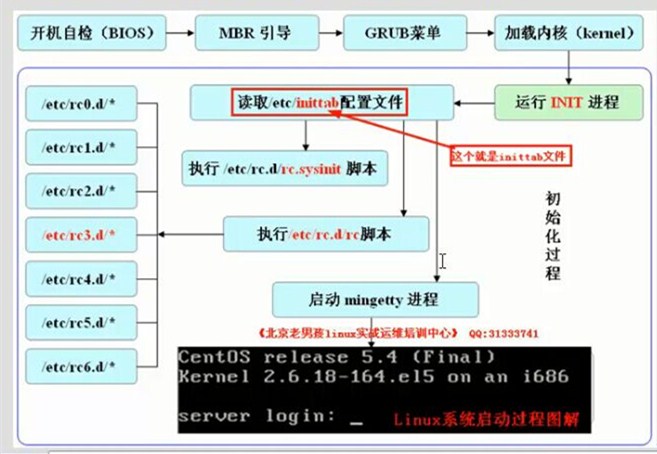 开机自检（BIOS）
MBR 引导
GRUB菜单
加载内核（kernel）
/etc/rc0.d/*
读取/etc/inittab配置文件
运行 INIT 进程
/etc/rc1.d/*
这个就是inittab文件
执行 /etc/rc.d/rc.sysinit 脚本
/etc/rc2.d/*
初始化过程
/etc/rc3.d/*
执行/etc/rc.d/rc脚本
/etc/rc4.d/*
启动 mingetty 进程
/etc/rc5.d/*
《北京老男孩linux实战运维培训中心》 QQ:31333741
/etc/rc6.d/*
CentOS release 5.4 (Final)
Kernel 2.6.18-164.el5 on an i686
server login: _
Linux系统启动过程图解